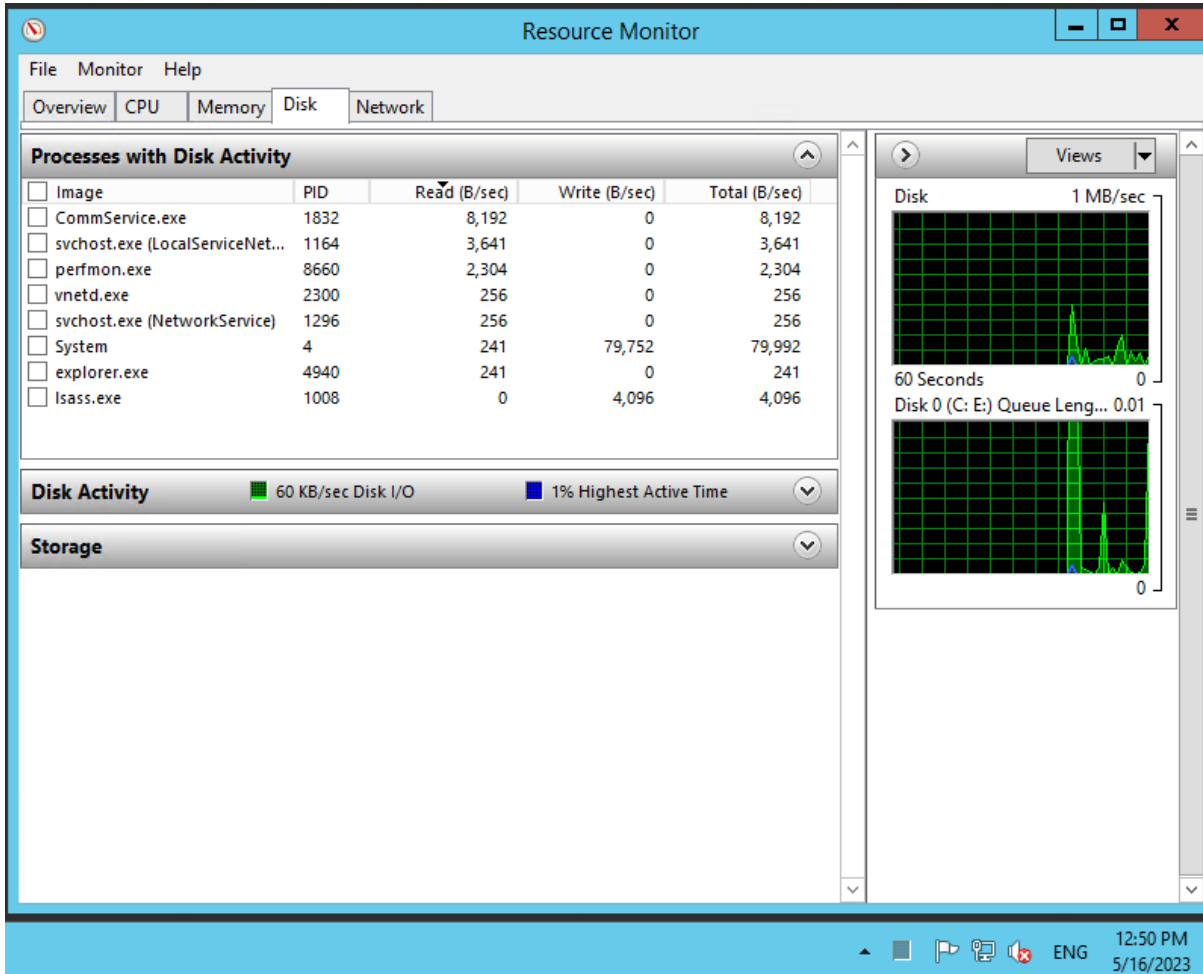 Resource Monitor
File Monitor Help
Overview CPU Memory Disk Network
Processes with Disk Activity
Image PID Read (B/sec) Write (B/sec) Total (B/sec)
CommService.exe 1832 8,192 0 8,192
svchost.exe (LocalServiceNet... 1164 3,641 0 3,641
perfmon.exe 8660 2,304 0 2,304
vnetd.exe 2300 256 0 256
svchost.exe (NetworkService) 1296 256 0 256
System 4 241 79,752 79,992
explorer.exe 4940 241 0 241
lsass.exe 1008 0 4,096 4,096
Disk Activity 60 KB/sec Disk I/O 1% Highest Active Time
Storage
Views
Disk 1 MB/sec
60 Seconds 0
Disk 0 (C: E:) Queue Leng... 0.01
0
ENG
12:50 PM
5/16/2023